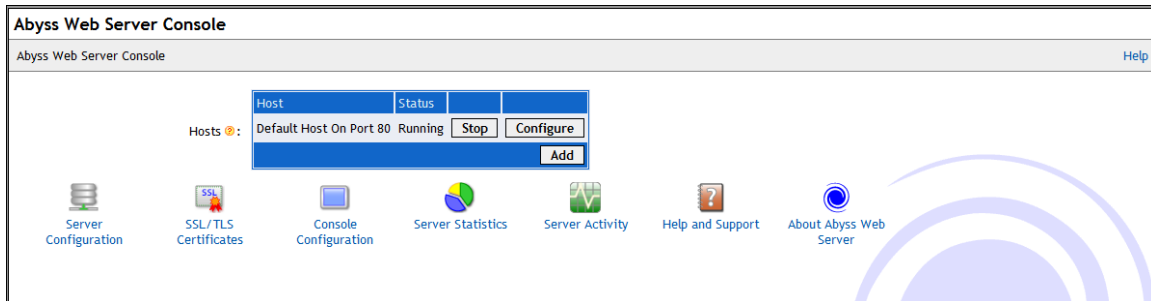 Abyss Web Server Console
Abyss Web Server Console
Help
Host Status
Hosts ? : Default Host On Port 80 Running Stop Configure
Add
SSL
?
Server Configuration
SSL/TLS Certificates
Console Configuration
Server Statistics
Server Activity
Help and Support
About Abyss Web Server